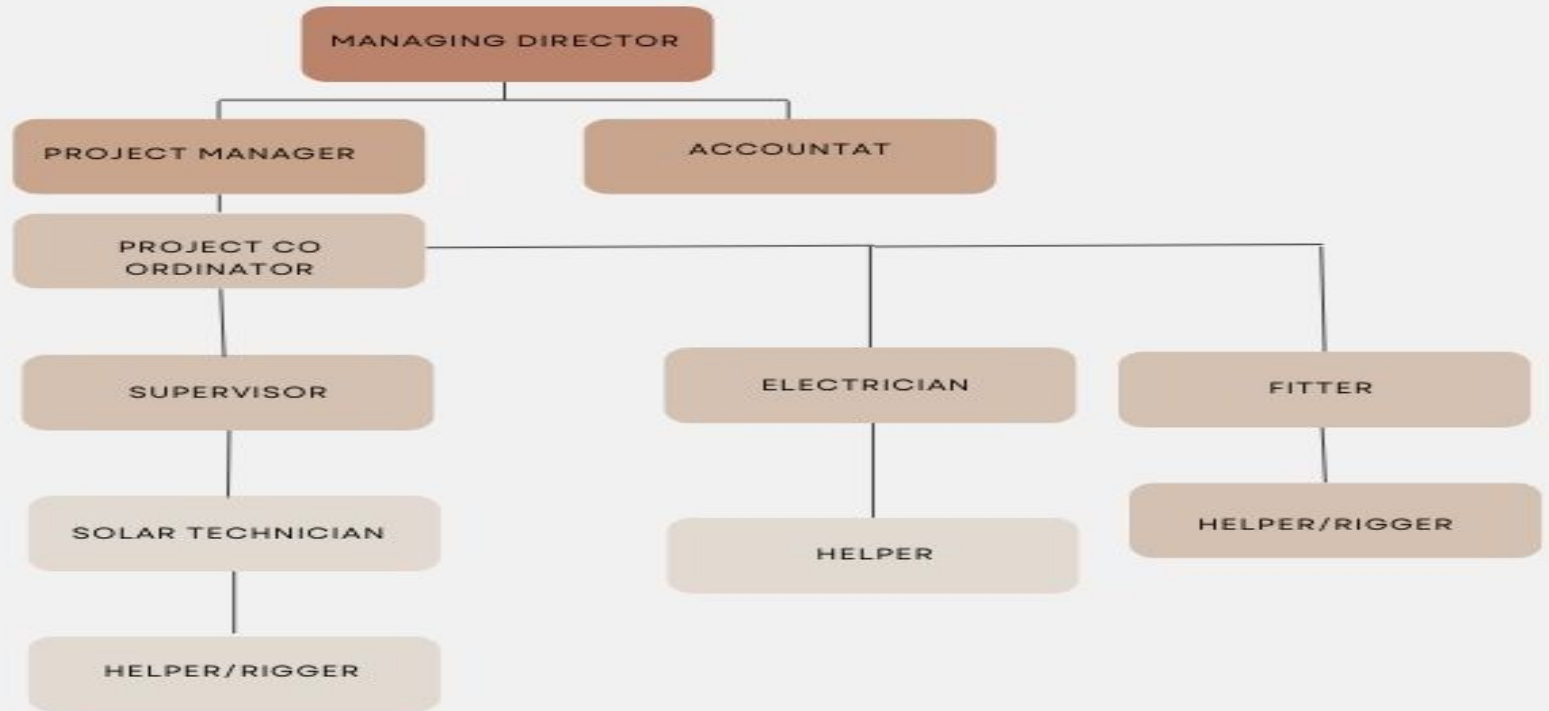 MANAGING DIRECTOR
PROJECT MANAGER
ACCOUNTAT
PROJECT CO
ORDINATOR
SUPERVISOR
ELECTRICIAN
FITTER
SOLAR TECHNICIAN
HELPER
HELPER/RIGGER
HELPER/RIGGER